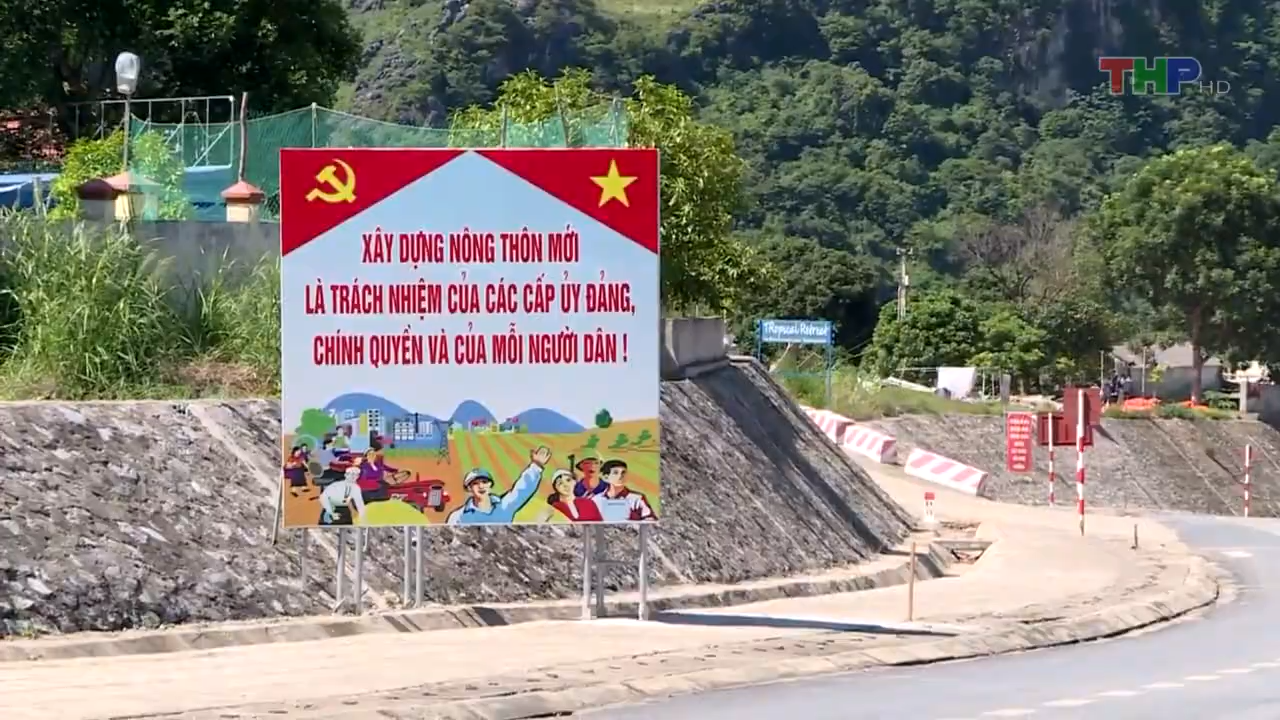 THP HD
XÂY DỰNG NÔNG THÔN MỚI
LÀ TRÁCH NHIỆM CỦA CÁC CẤP ỦY ĐẢNG,
CHÍNH QUYỀN VÀ CỦA MỖI NGƯỜI DÂN !
TRopical Retreat